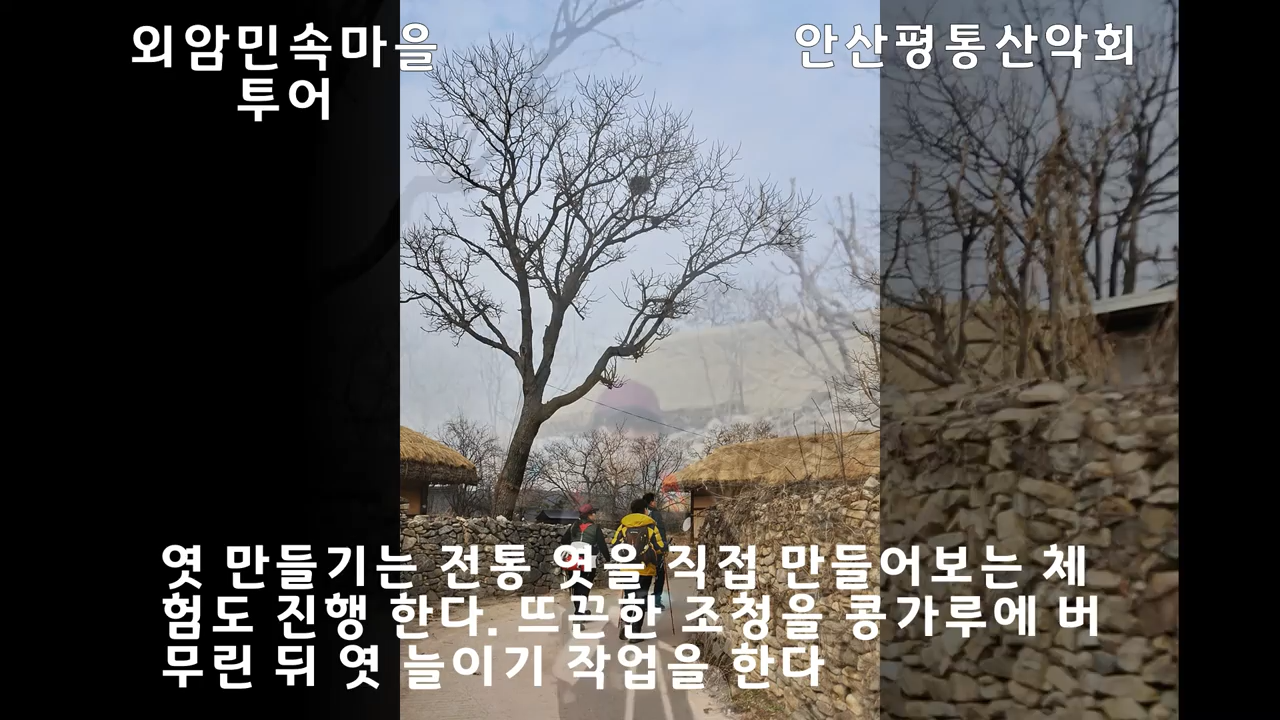 외암민속마을
투어
안산평통산악회
엿 만들기는 전통 엿을 직접 만들어보는 체
험도 진행 한다. 뜨끈한 조청을 콩가루에 버
무린 뒤 엿 늘이기 작업을 한다